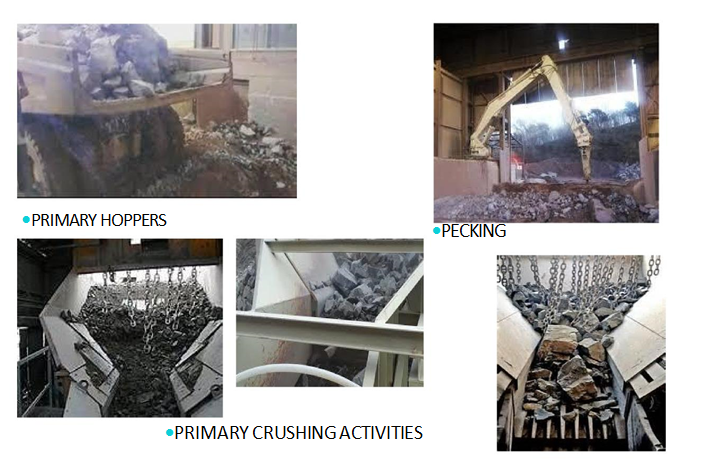 •PRIMARY HOPPERS
•PECKING
•PRIMARY CRUSHING ACTIVITIES